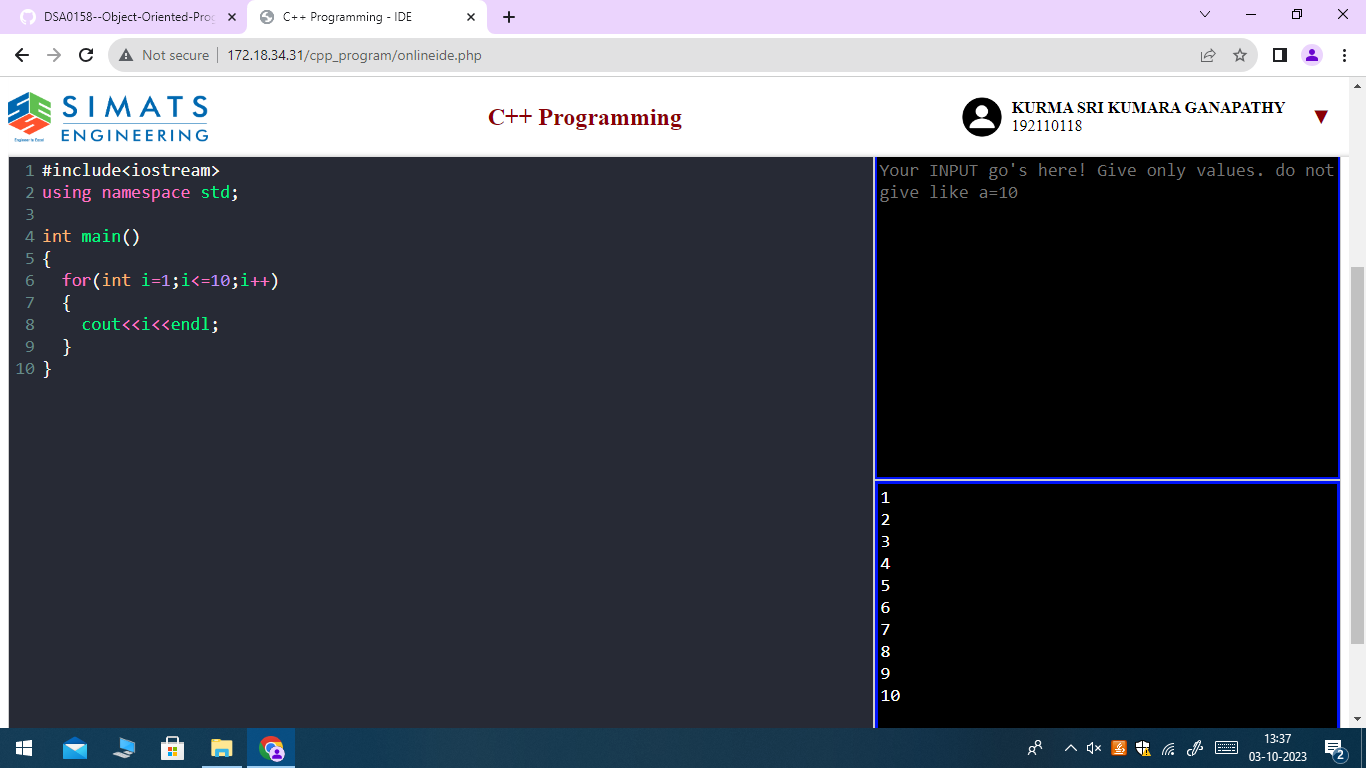 DSA0158--Object-Oriented-Prog
C++ Programming - IDE
Not secure
172.18.34.31/cpp_program/onlineide.php
SIMATS
ENGINEERING
Engineer to Excel
C++ Programming
KURMA SRI KUMARA GANAPATHY
192110118
1 #include<iostream>
2 using namespace std;
3
4 int main()
5 {
6   for(int i=1;i<=10;i++)
7   {
8     cout<<i<<endl;
9   }
10 }
Your INPUT go's here! Give only values. do not
give like a=10
1
2
3
4
5
6
7
8
9
10
13:37
03-10-2023
2